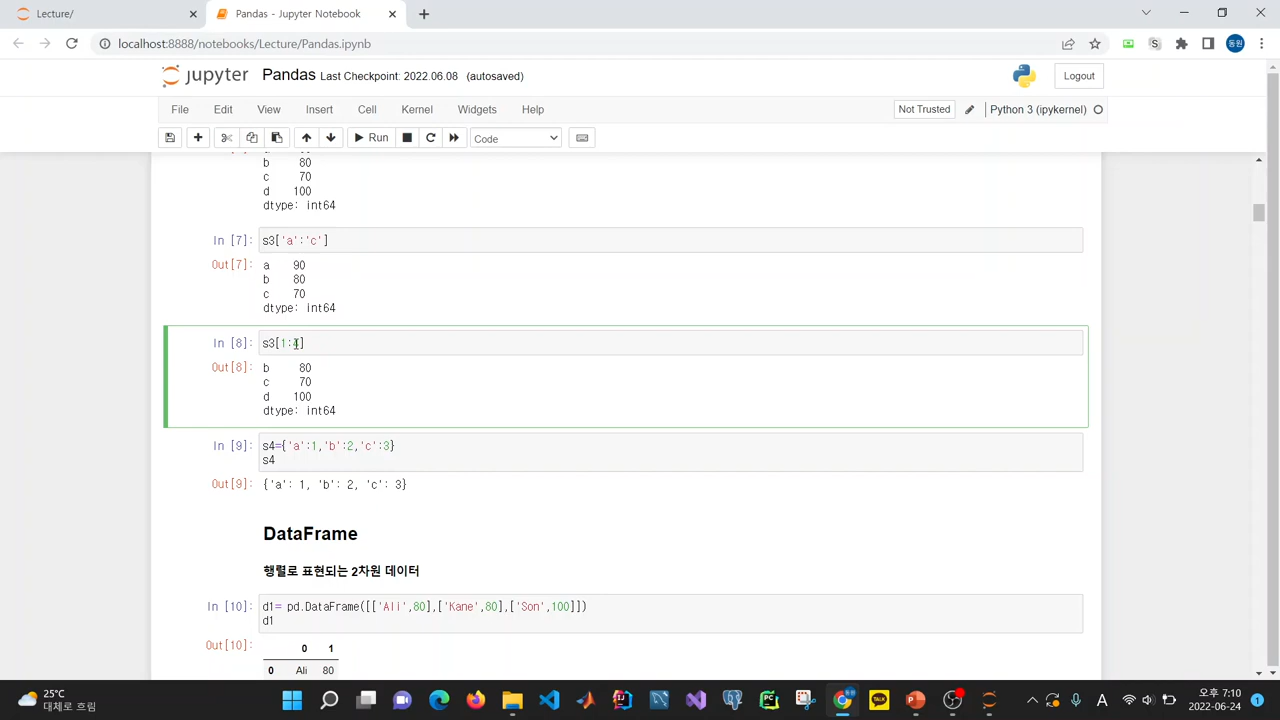 Lecture/
Pandas - Jupyter Notebook
localhost:8888/notebooks/Lecture/Pandas.ipynb
동원
jupyter Pandas Last Checkpoint: 2022.06.08 (autosaved)
Logout
File Edit View Insert Cell Kernel Widgets Help
Not Trusted
Python 3 (ipykernel)
Run
Code
b 80
c 70
d 100
dtype: int64
In [7]: s3['a':'c']
Out[7]: a 90
b 80
c 70
dtype: int64
In [8]: s3[1: ]
Out[8]: b 80
c 70
d 100
dtype: int64
In [9]: s4={'a':1,'b':2,'c':3}
s4
Out[9]: {'a': 1, 'b': 2, 'c': 3}
DataFrame
행렬로 표현되는 2차원 데이터
In [10]: d1= pd.DataFrame([['Ali',80],['Kane',80],['Son',100]])
d1
Out[10]: 0 1
0 Ali 80
25°C
대체로 흐림
A
오후 7:10
2022-06-24
1